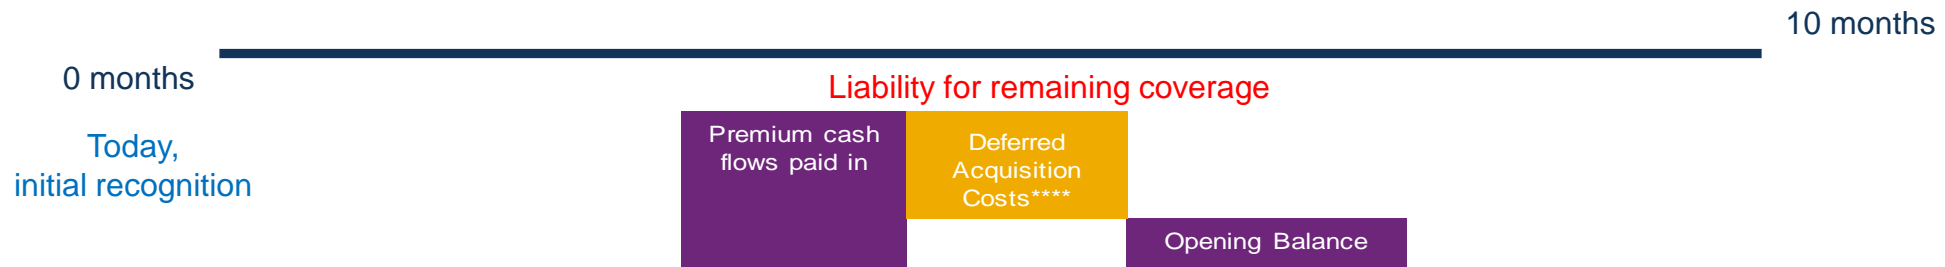 10 months
0 months
Liability for remaining coverage
Today,
initial recognition
Premium cash
flows paid in
Deferred
Acquisition
Costs****
Opening Balance